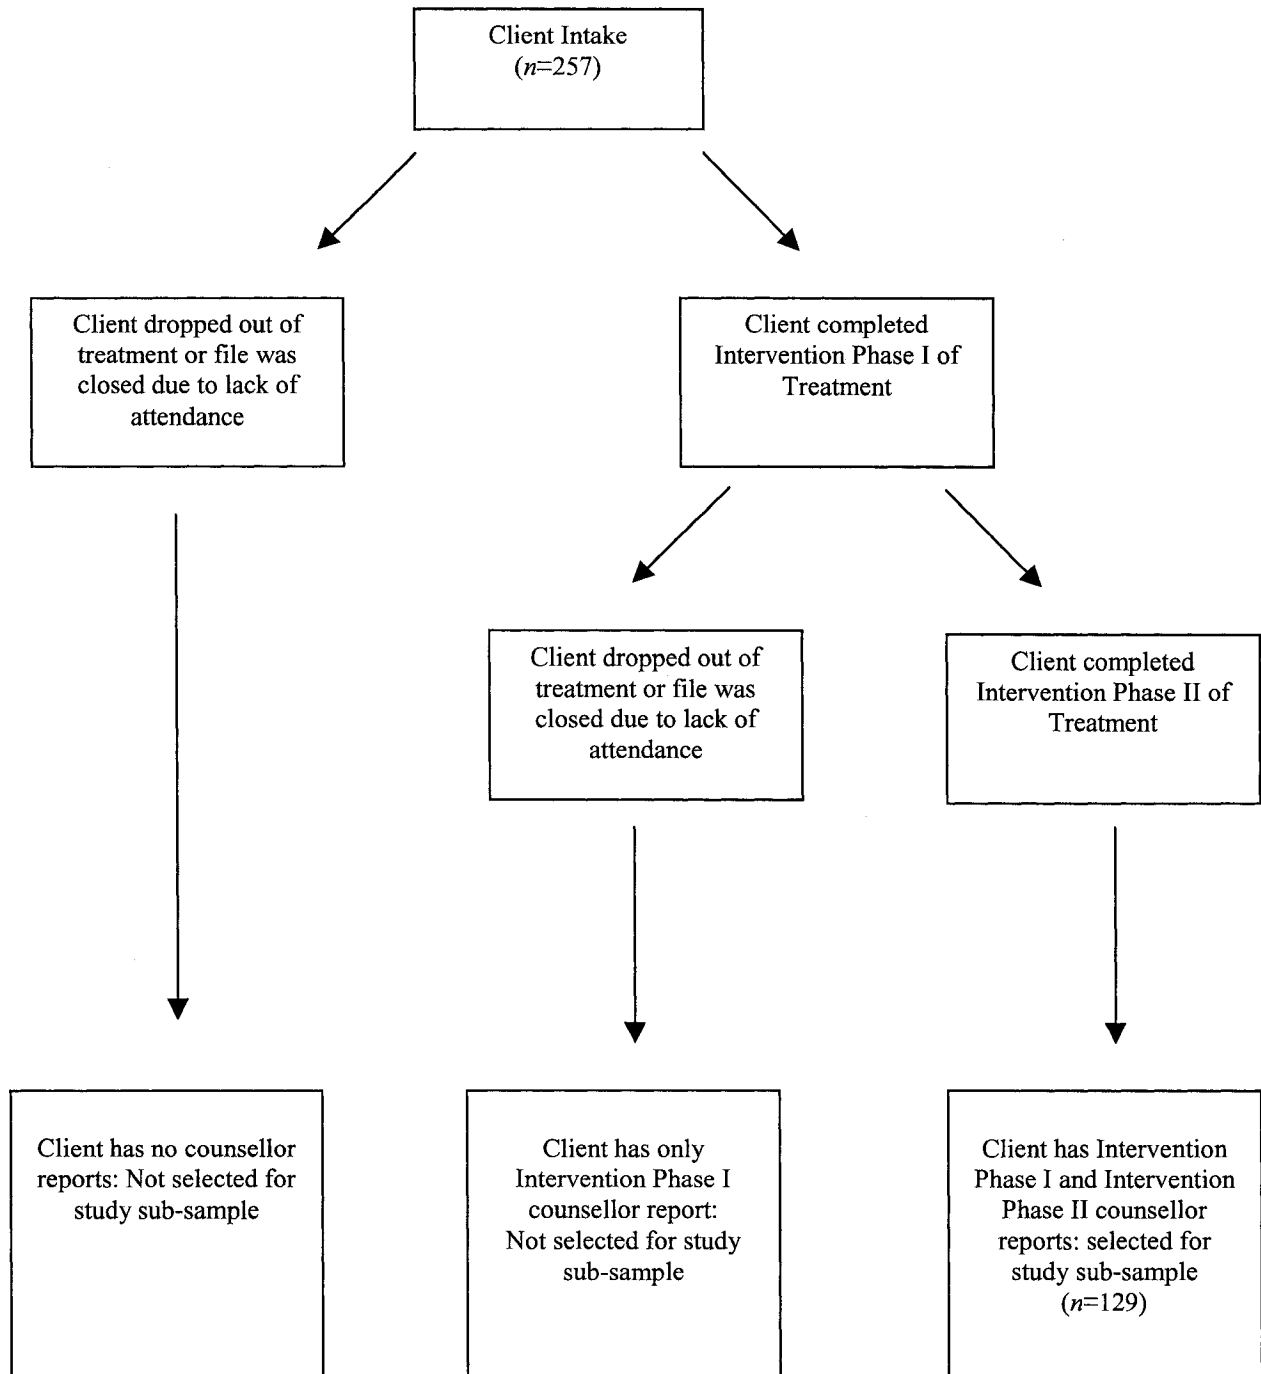 Client Intake
(n=257)
Client dropped out of
treatment or file was
closed due to lack of
attendance
Client completed
Intervention Phase I of
Treatment
Client dropped out of
treatment or file was
closed due to lack of
attendance
Client completed
Intervention Phase II of
Treatment
Client has no counsellor
reports: Not selected for
study sub-sample
Client has only
Intervention Phase I
counsellor report:
Not selected for study
sub-sample
Client has Intervention
Phase I and Intervention
Phase II counsellor
reports: selected for
study sub-sample
(n=129)